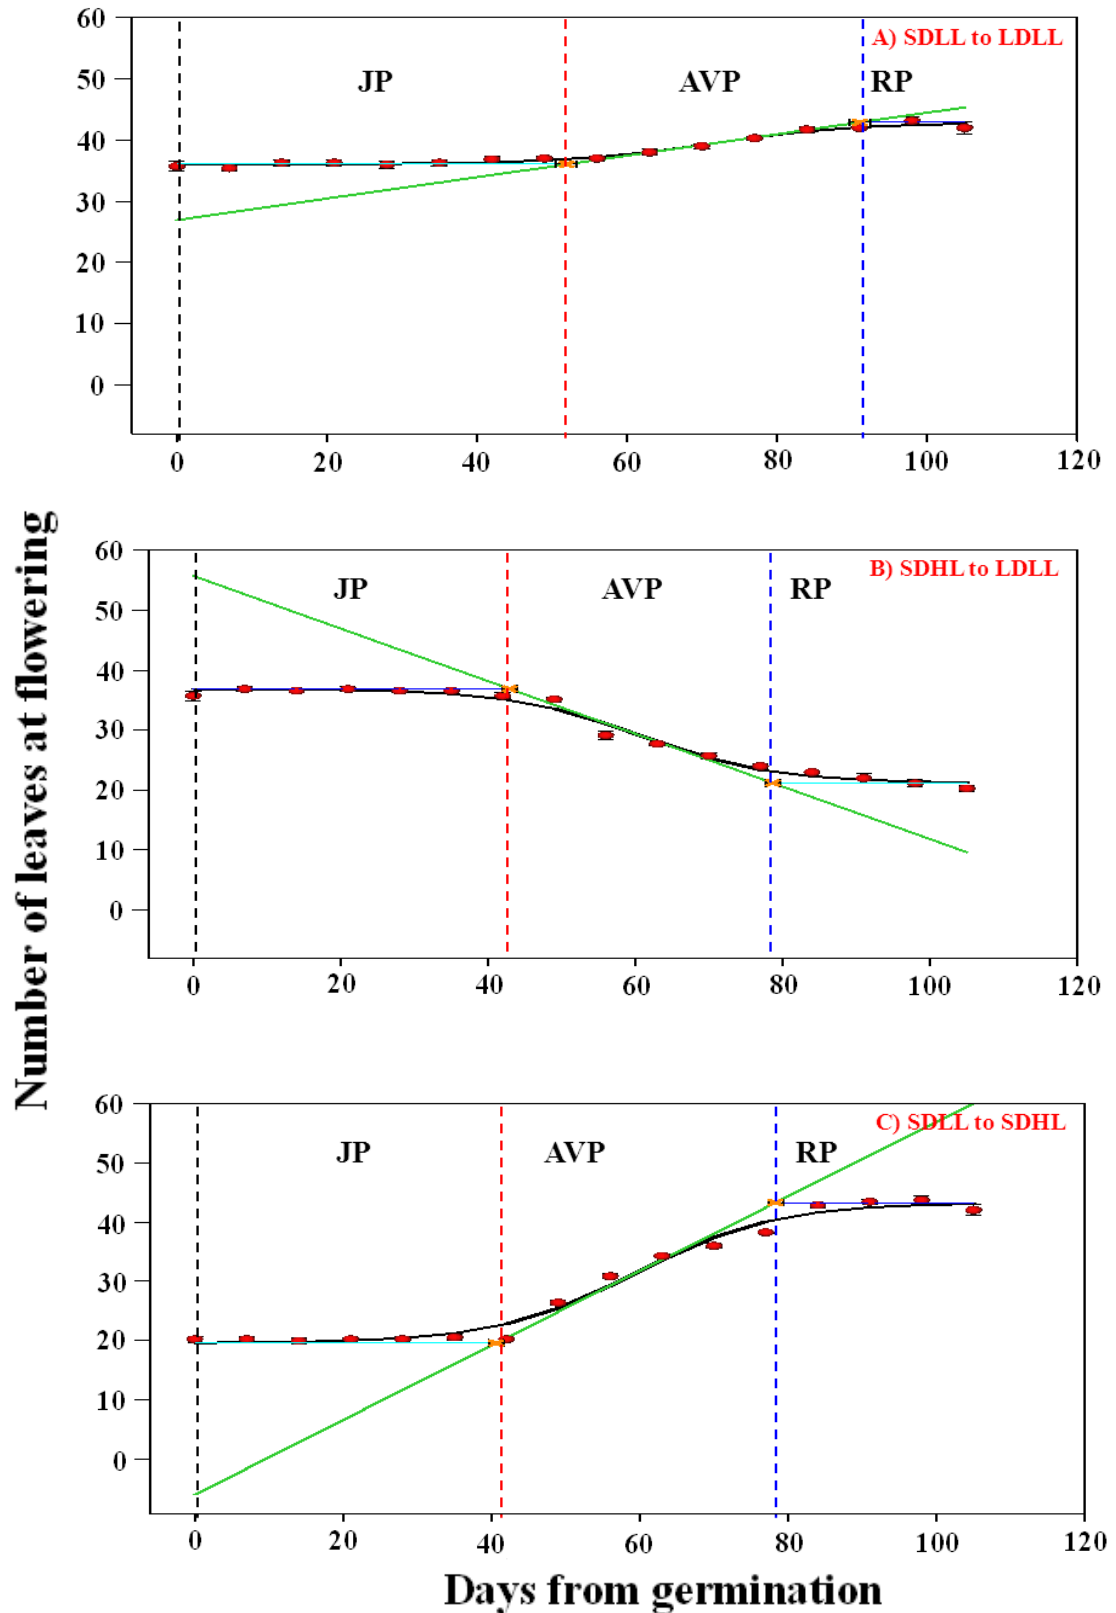 Number of leaves at flowering
60
50
40
30
20
10
0
A) SDLL to LDLL
JP AVP RP
0 20 40 60 80 100 120
60
50
40
30
20
10
0
B) SDHL to LDLL
JP AVP RP
0 20 40 60 80 100 120
60
50
40
30
20
10
0
C) SDLL to SDHL
JP AVP RP
0 20 40 60 80 100 120
Days from germination